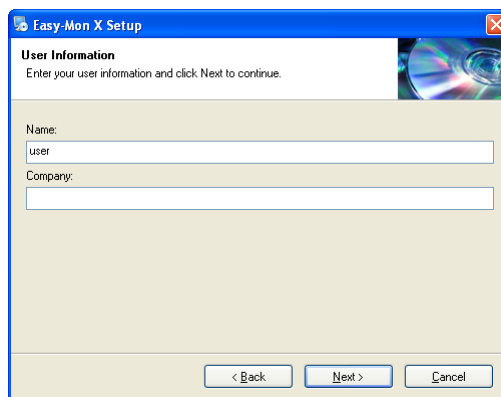 Easy-Mon X Setup
User Information
Enter your user information and click Next to continue.
Name:
user
Company:
< Back
Next >
Cancel